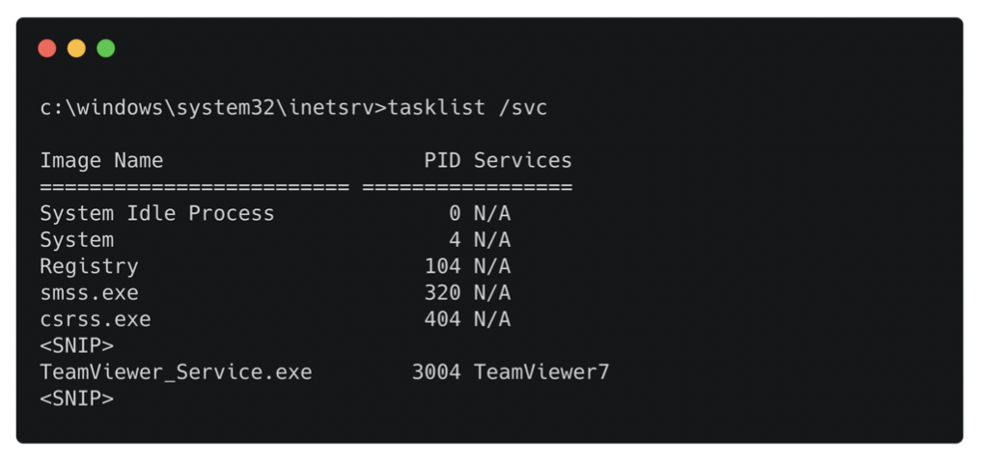 c:\windows\system32\inetsrv>tasklist /svc
Image Name                     PID Services
========================= =================
System Idle Process              0 N/A
System                           4 N/A
Registry                       104 N/A
smss.exe                       320 N/A
csrss.exe                      404 N/A
<SNIP>
TeamViewer_Service.exe        3004 TeamViewer7
<SNIP>